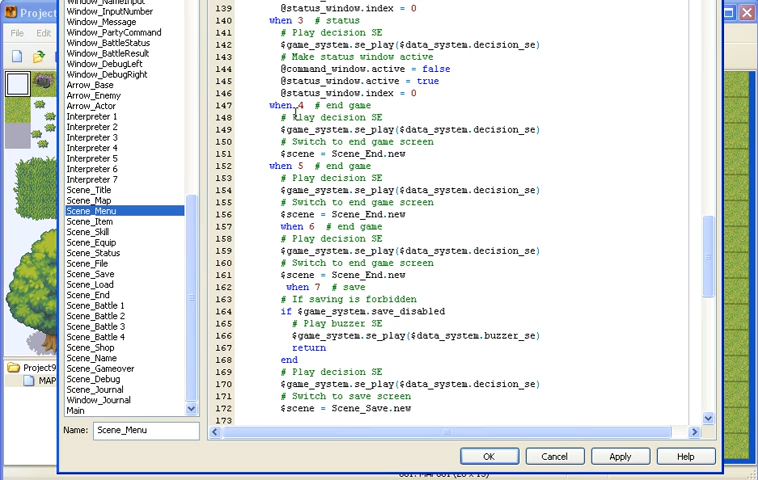 Project
File
Window_NameInput
Window_InputNumber
Window_Message
Window_PartyCommand
Window_BattleStatus
Window_BattleResult
Window_DebugLeft
Window_DebugRight
Arrow_Base
Arrow_Enemy
Arrow_Actor
Interpreter 1
Interpreter 2
Interpreter 3
Interpreter 4
Interpreter 5
Interpreter 6
Interpreter 7
Scene_Title
Scene_Map
Scene_Menu
Scene_Item
Scene_Skill
Scene_Equip
Scene_Status
Scene_File
Scene_Save
Scene_Load
Scene_End
Scene_Battle 1
Scene_Battle 2
Scene_Battle 3
Scene_Battle 4
Scene_Shop
Scene_Name
Scene_Gameover
Scene_Debug
Scene_Journal
Window_Journal
Main
Project9
MAP
Name: Scene_Menu
139 @status_window.index = 0
140 when 3 # status
141 # Play decision SE
142 $game_system.se_play($data_system.decision_se)
143 # Make status window active
144 @command_window.active = false
145 @status_window.active = true
146 @status_window.index = 0
147 when 4 # end game
148 # Play decision SE
149 $game_system.se_play($data_system.decision_se)
150 # Switch to end game screen
151 $scene = Scene_End.new
152 when 5 # end game
153 # Play decision SE
154 $game_system.se_play($data_system.decision_se)
155 # Switch to end game screen
156 $scene = Scene_End.new
157 when 6 # end game
158 # Play decision SE
159 $game_system.se_play($data_system.decision_se)
160 # Switch to end game screen
161 $scene = Scene_End.new
162 when 7 # save
163 # If saving is forbidden
164 if $game_system.save_disabled
165 # Play buzzer SE
166 $game_system.se_play($data_system.buzzer_se)
167 return
168 end
169 # Play decision SE
170 $game_system.se_play($data_system.decision_se)
171 # Switch to save screen
172 $scene = Scene_Save.new
173
OK Cancel Apply Help